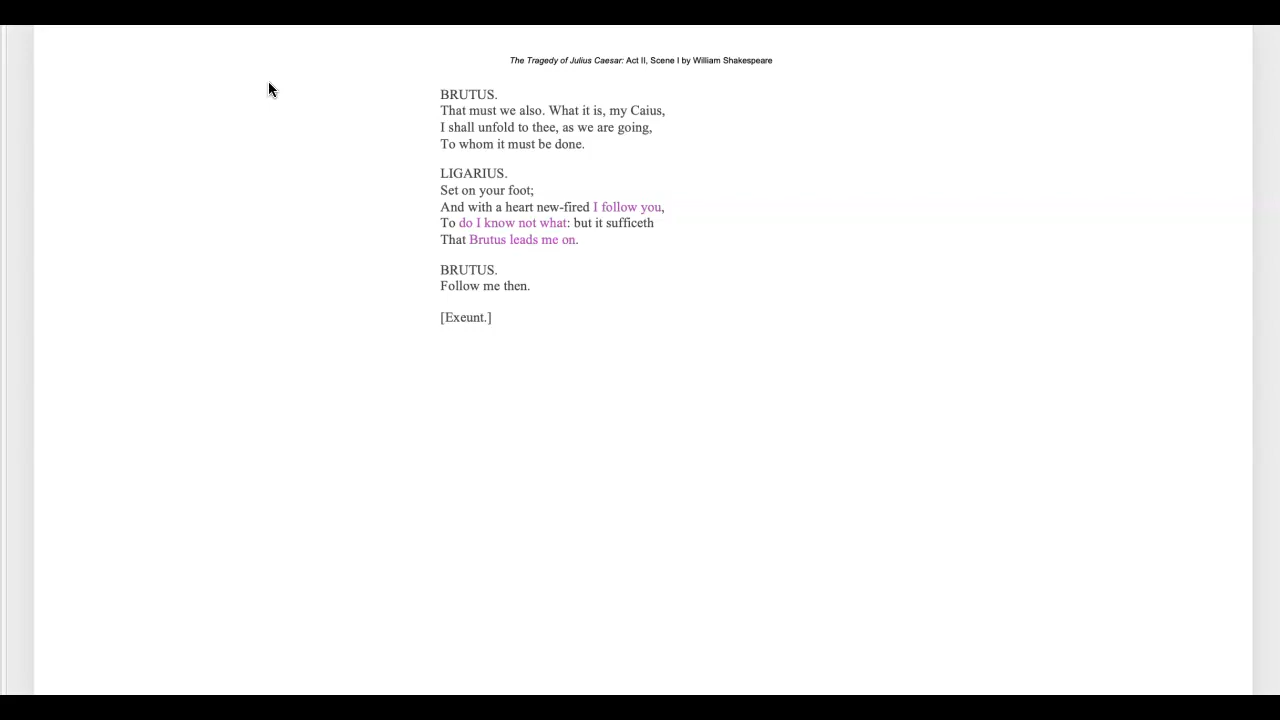 The Tragedy of Julius Caesar: Act II, Scene I by William Shakespeare
BRUTUS.
That must we also. What it is, my Caius,
I shall unfold to thee, as we are going,
To whom it must be done.
LIGARIUS.
Set on your foot;
And with a heart new-fired I follow you,
To do I know not what: but it sufficeth
That Brutus leads me on.
BRUTUS.
Follow me then.
[Exeunt.]